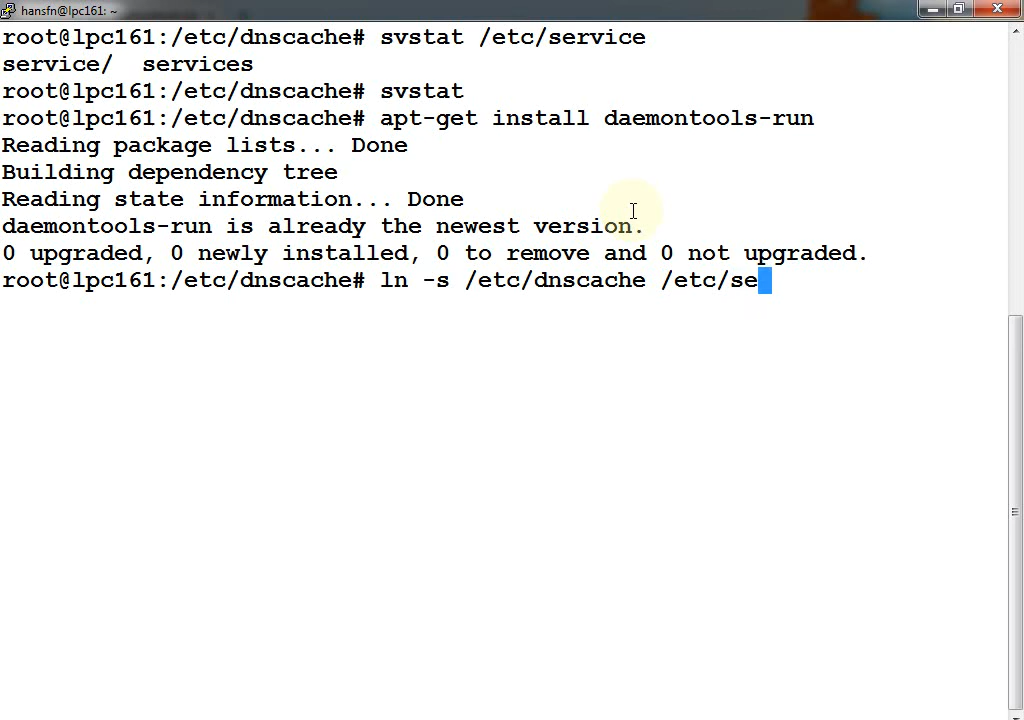 hansfn@lpc161: ~
root@lpc161:/etc/dnscache# svstat /etc/service
service/  services
root@lpc161:/etc/dnscache# svstat
root@lpc161:/etc/dnscache# apt-get install daemontools-run
Reading package lists... Done
Building dependency tree
Reading state information... Done
daemontools-run is already the newest version.
0 upgraded, 0 newly installed, 0 to remove and 0 not upgraded.
root@lpc161:/etc/dnscache# ln -s /etc/dnscache /etc/se